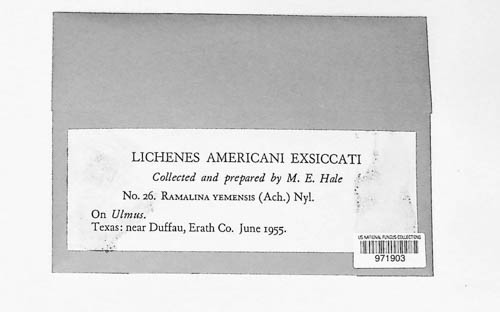 LICHENES AMERICANI EXSICCATI
Collected and prepared by M. E. Hale
No. 26. RAMALINA YEMENSIS (Ach.) Nyl.
On Ulmus.
Texas: near Duffau, Erath Co. June 1955.
US NATIONAL FUNGUS COLLECTIONS
971903